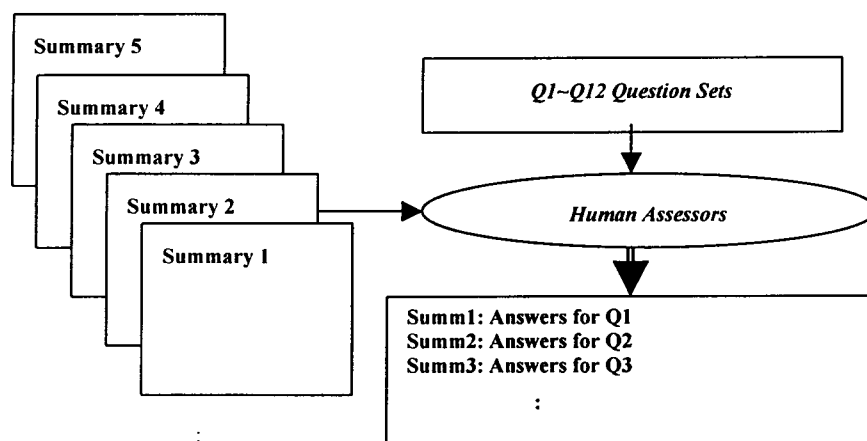 Summary 5
Summary 4
Summary 3
Summary 2
Summary 1
:
Q1~Q12 Question Sets
Human Assessors
Summ1: Answers for Q1
Summ2: Answers for Q2
Summ3: Answers for Q3
: